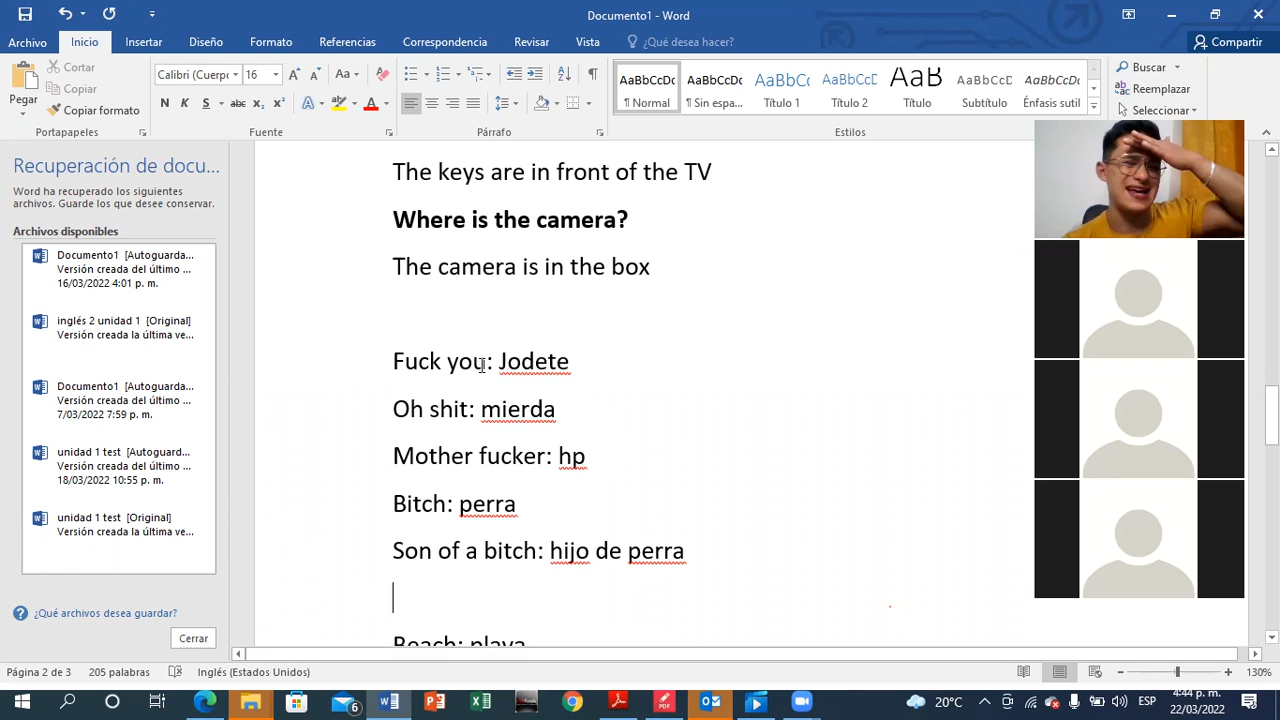 Documento1 - Word
Archivo Inicio Insertar Diseño Formato Referencias Correspondencia Revisar Vista ¿Qué desea hacer? Compartir
Pegar
Cortar
Copiar
Copiar formato
Portapapeles
Calibri (Cuerpo 16
N K S abc x₂ x²
Fuente
Párrafo
AaBbCcDc AaBbCcDc AaBbCcD AaBbCcD AaB AaBbCcD AaBbCcDc
¶ Normal ¶ Sin espa... Título 1 Título 2 Título Subtítulo Énfasis sutil
Estilos
Buscar
Reemplazar
Seleccionar
Recuperación de docu...
Word ha recuperado los siguientes
archivos. Guarde los que desee conservar.
Archivos disponibles
Documento1 [Autoguarda...
Versión creada del último ...
16/03/2022 4:01 p. m.
inglés 2 unidad 1 [Original]
Versión creada la última ve...
Documento1 [Autoguarda...
Versión creada del último ...
7/03/2022 7:59 p. m.
unidad 1 test [Autoguarda...
Versión creada del último ...
18/03/2022 10:55 p. m.
unidad 1 test [Original]
Versión creada la última ve...
¿Qué archivos desea guardar?
Cerrar
The keys are in front of the TV
Where is the camera?
The camera is in the box
Fuck you: Jodete
Oh shit: mierda
Mother fucker: hp
Bitch: perra
Son of a bitch: hijo de perra
Beach: playa
Página 2 de 3 205 palabras Inglés (Estados Unidos) 130%
6 20°C ESP 4:44 p. m.
22/03/2022